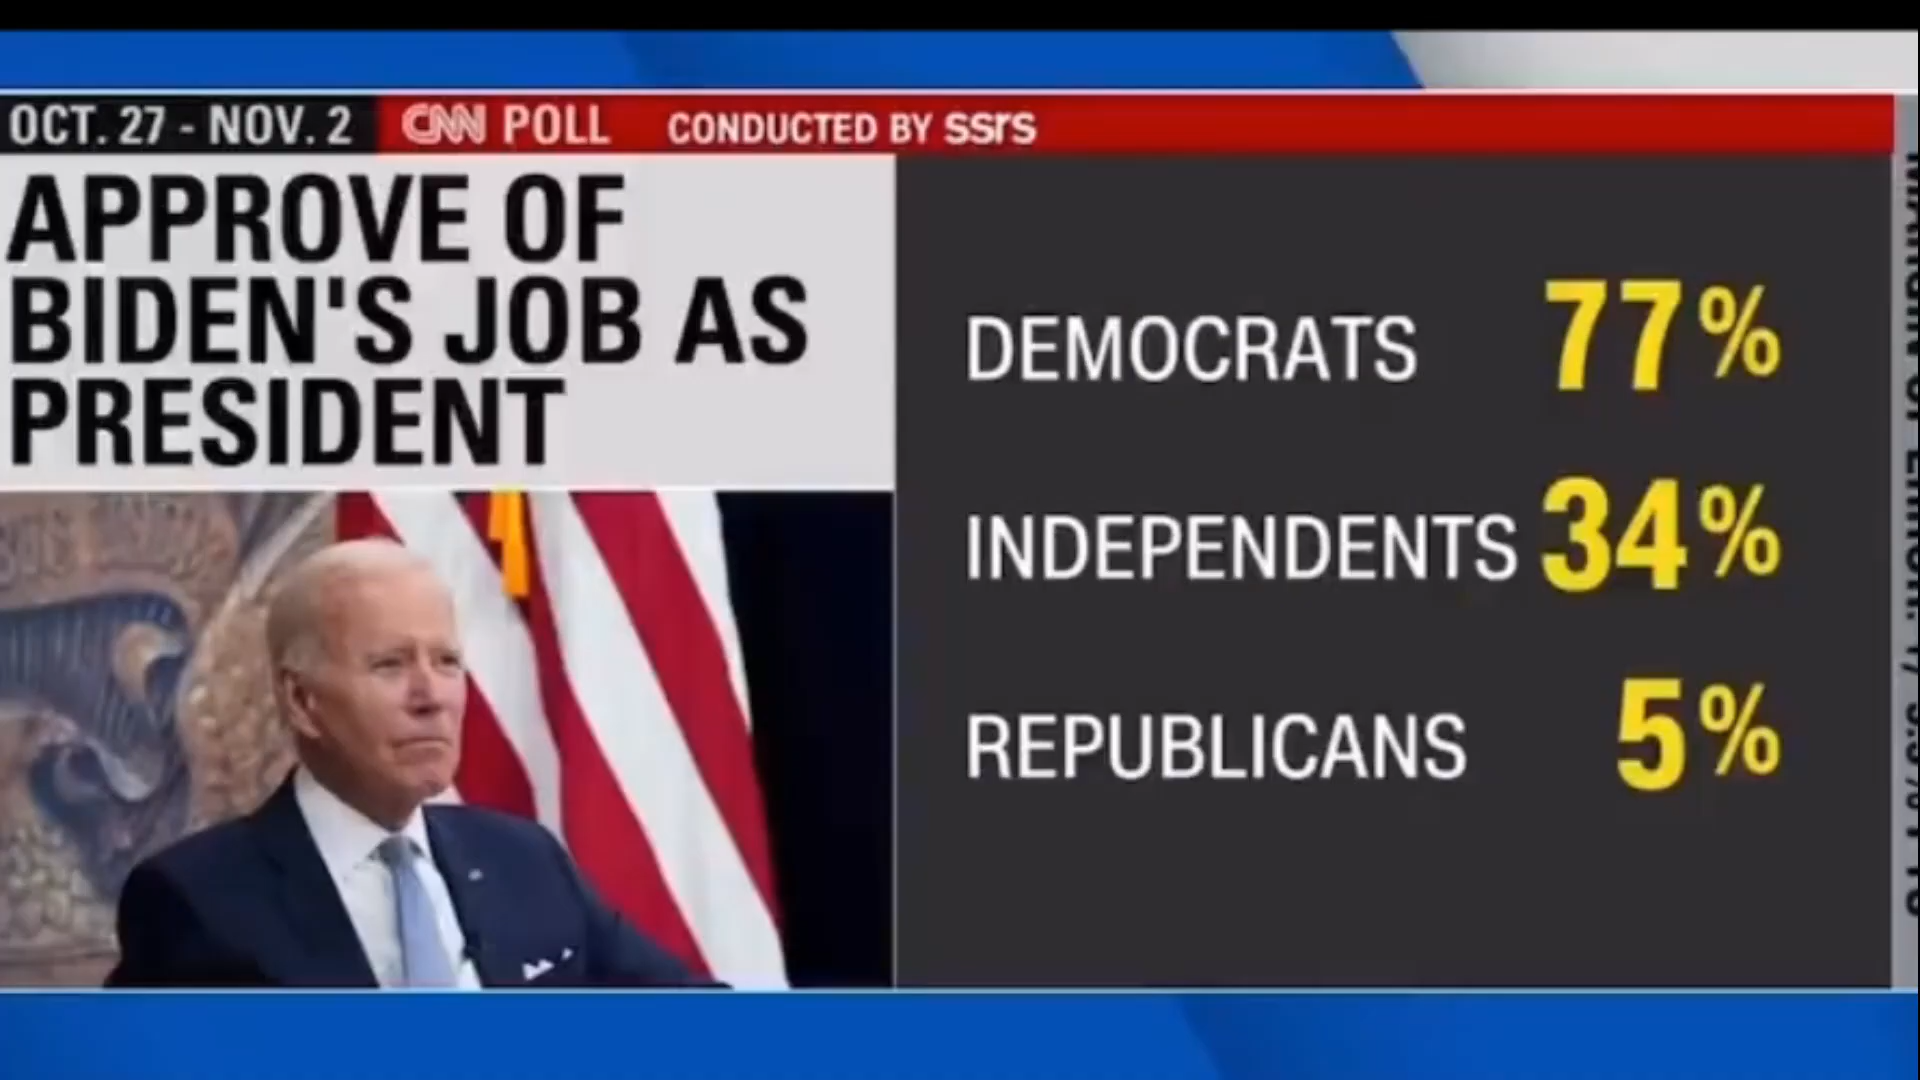 OCT. 27 - NOV. 2 CNN POLL CONDUCTED BY SSRS
APPROVE OF
BIDEN'S JOB AS
PRESIDENT
DEMOCRATS 77%
INDEPENDENTS 34%
REPUBLICANS 5%